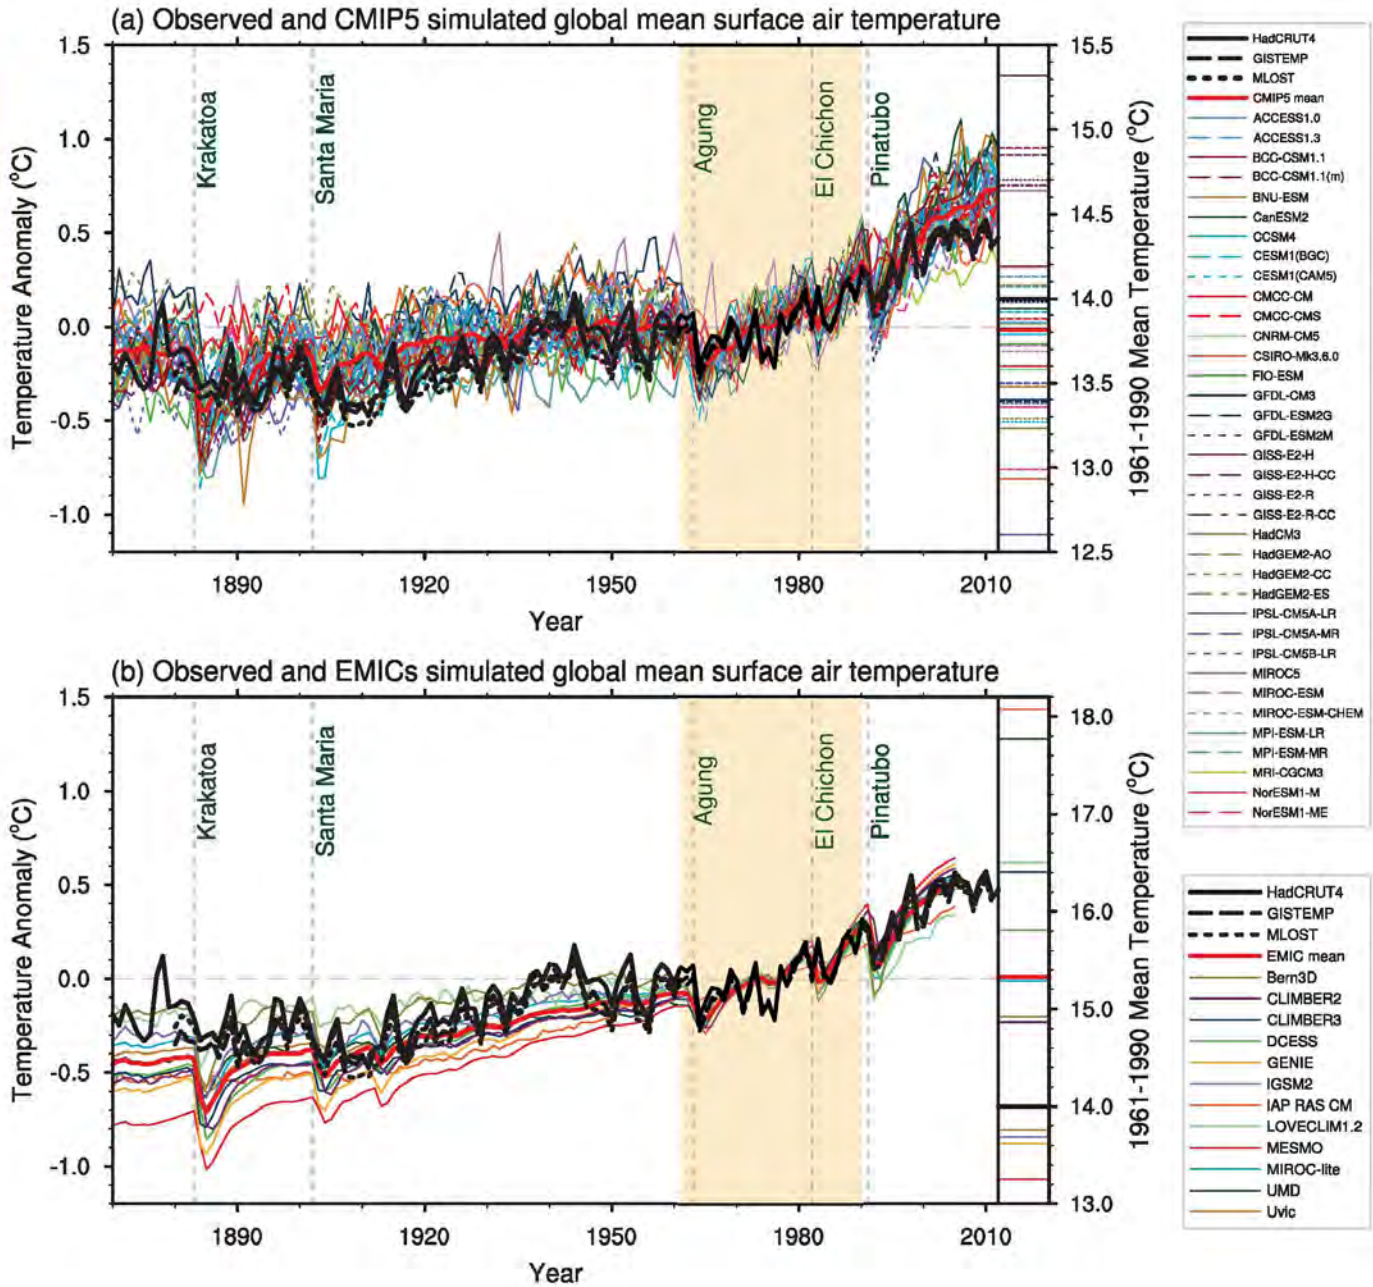 (a) Observed and CMIP5 simulated global mean surface air temperature
1.5
1.0
0.5
0.0
-0.5
-1.0
Temperature Anomaly (°C)
Krakatoa
Santa Maria
Agung
El Chichon
Pinatubo
15.5
15.0
14.5
14.0
13.5
13.0
12.5
1961-1990 Mean Temperature (°C)
1890
1920
1950
1980
2010
Year
HadCRUT4
GISTEMP
MLOST
CMIP5 mean
ACCESS1.0
ACCESS1.3
BCC-CSM1.1
BCC-CSM1.1(m)
BNU-ESM
CanESM2
CCSM4
CESM1(BGC)
CESM1(CAM5)
CMCC-CM
CMCC-CMS
CNRM-CM5
CSIRO-Mk3.6.0
FIO-ESM
GFDL-CM3
GFDL-ESM2G
GFDL-ESM2M
GISS-E2-H
GISS-E2-H-CC
GISS-E2-R
GISS-E2-R-CC
HadCM3
HadGEM2-AO
HadGEM2-CC
HadGEM2-ES
IPSL-CM5A-LR
IPSL-CM5A-MR
IPSL-CM5B-LR
MIROC5
MIROC-ESM
MIROC-ESM-CHEM
MPI-ESM-LR
MPI-ESM-MR
MRI-CGCM3
NorESM1-M
NorESM1-ME
(b) Observed and EMICs simulated global mean surface air temperature
1.5
1.0
0.5
0.0
-0.5
-1.0
Temperature Anomaly (°C)
Krakatoa
Santa Maria
Agung
El Chichon
Pinatubo
18.0
17.0
16.0
15.0
14.0
13.0
1961-1990 Mean Temperature (°C)
1890
1920
1950
1980
2010
Year
HadCRUT4
GISTEMP
MLOST
EMIC mean
Bern3D
CLIMBER2
CLIMBER3
DCESS
GENIE
IGSM2
IAP RAS CM
LOVECLIM1.2
MESMO
MIROC-lite
UMD
Uvic